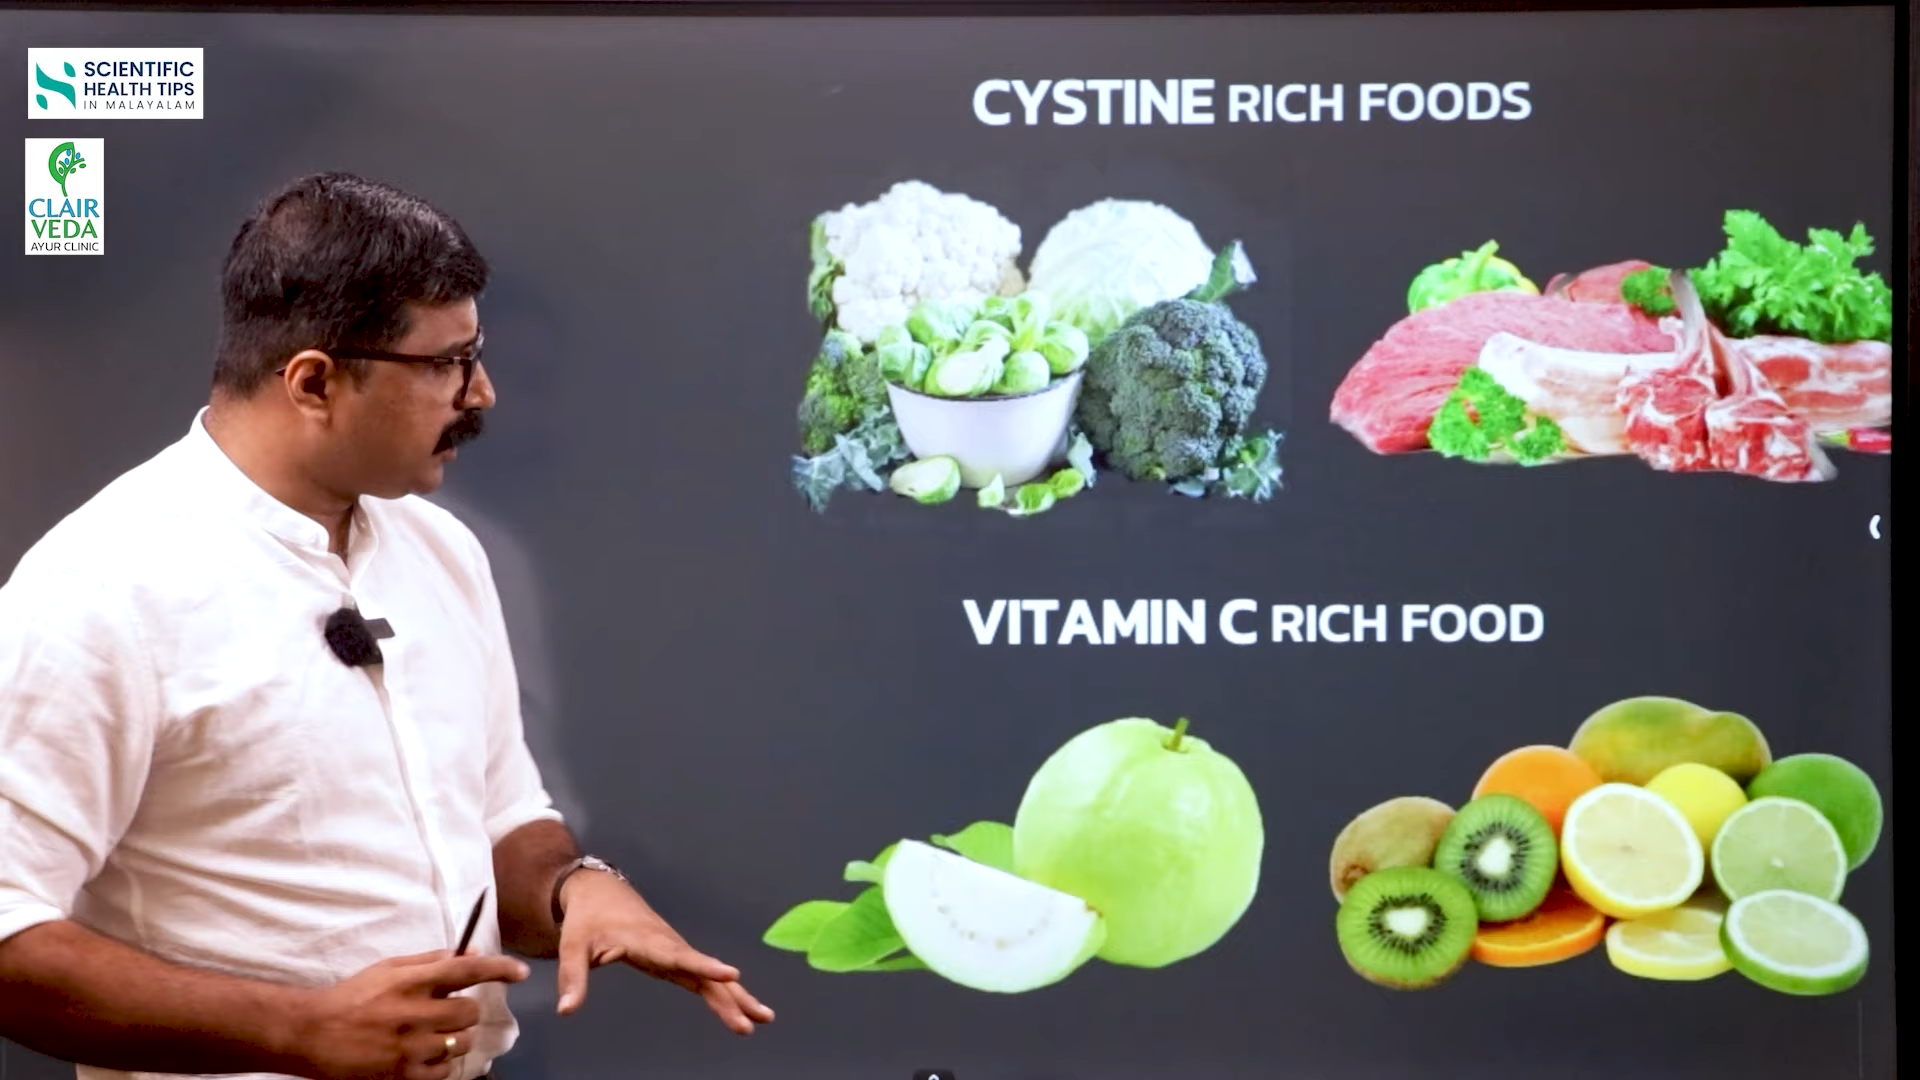 SCIENTIFIC
HEALTH TIPS
IN MALAYALAM
CLAIR
VEDA
AYUR CLINIC
CYSTINE RICH FOODS
VITAMIN C RICH FOOD